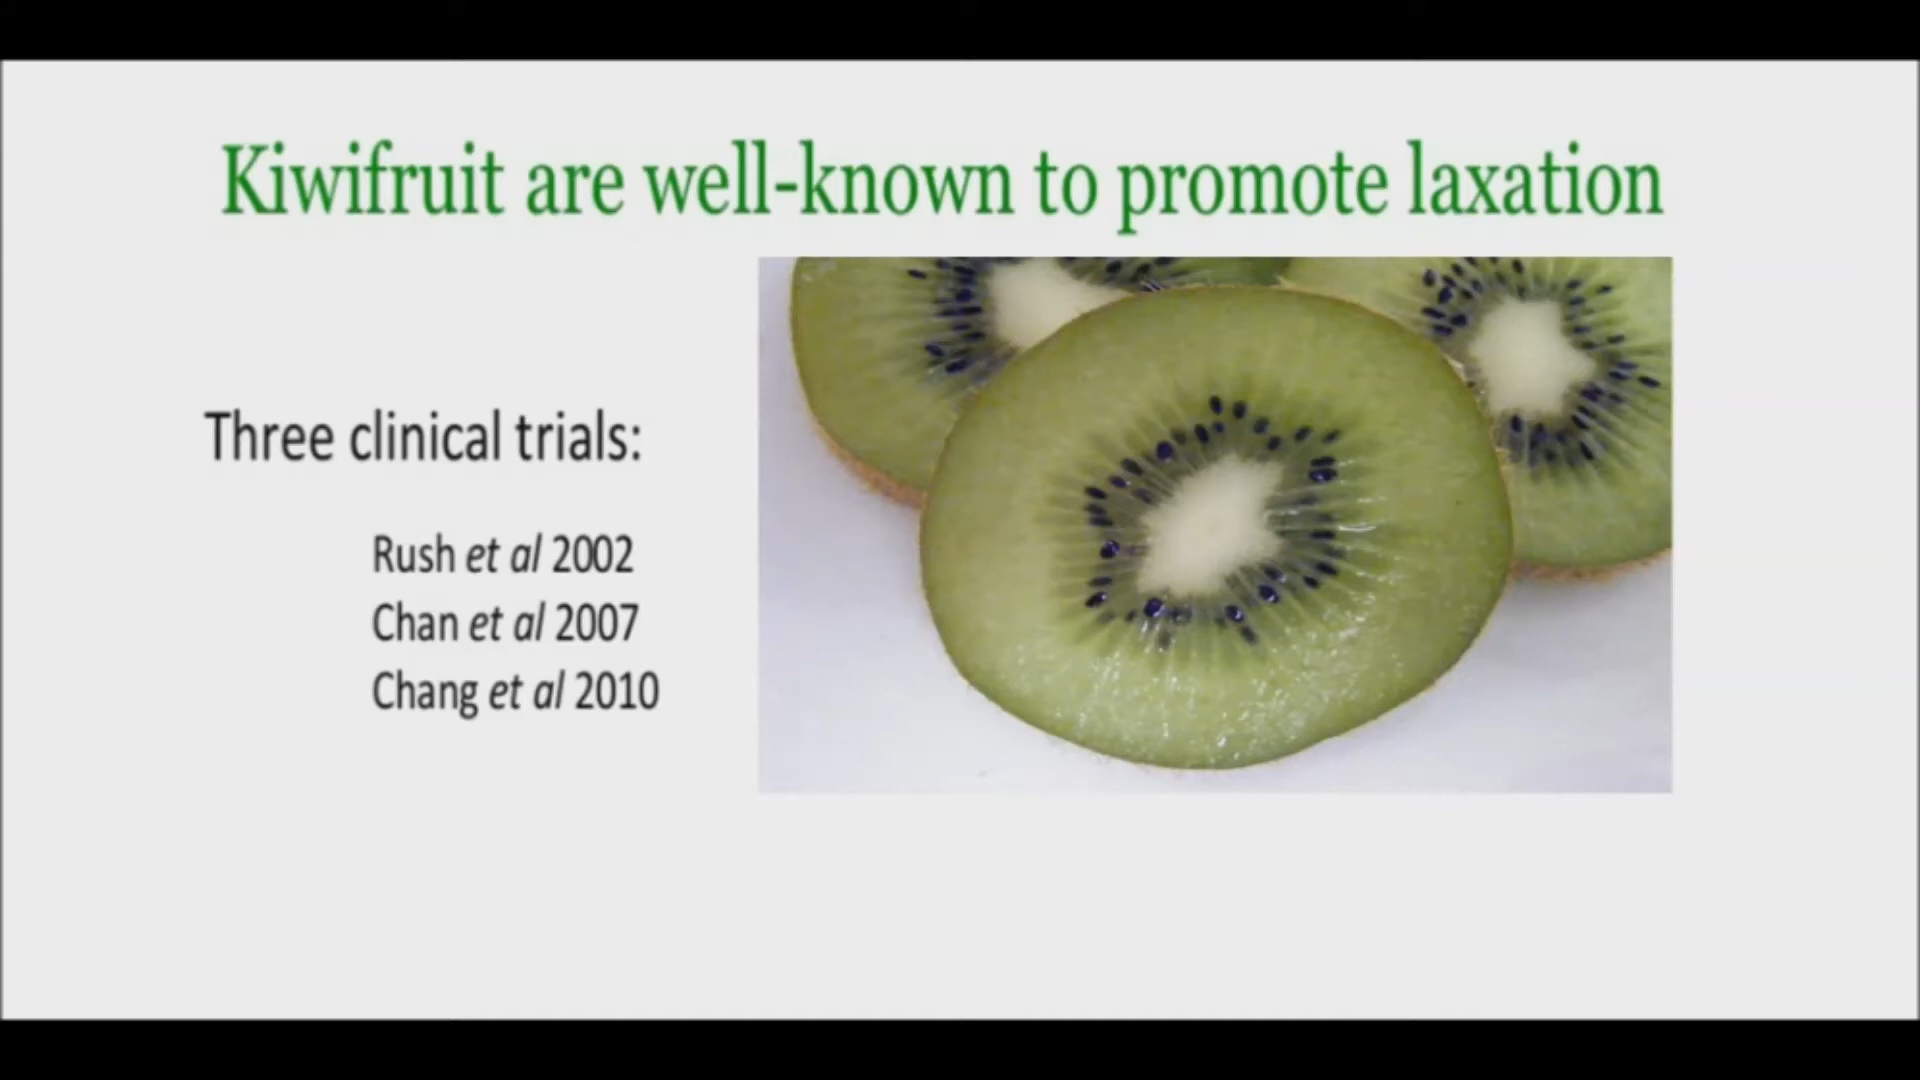 Kiwifruit are well-known to promote laxation
Three clinical trials:
Rush et al 2002
Chan et al 2007
Chang et al 2010